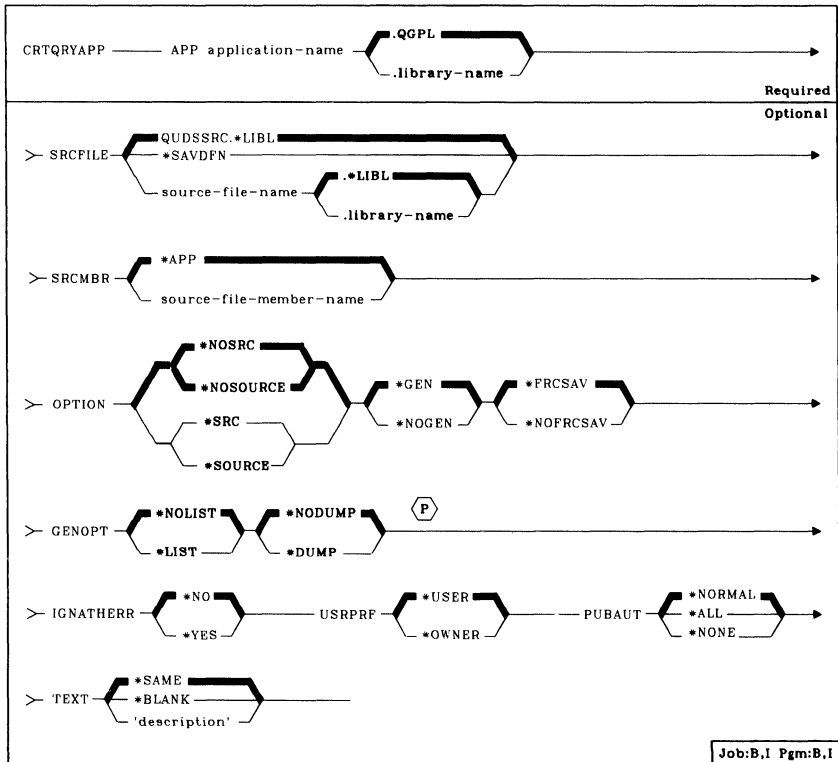 .QGPL
CRTQRYAPP APP application-name
.library-name
Required
Optional
QUDSSRC.*LIBL
SRCFILE *SAVDFN
.*LIBL
source-file-name
.library-name
*APP
SRCMBR
source-file-member-name
*NOSRC
*GEN *FRCSAV
*NOSOURCE
OPTION
*NOGEN *NOFRCSAV
*SRC
*SOURCE
P
*NOLIST *NODUMP
GENOPT
*LIST *DUMP
*NO *USER *NORMAL
IGNATHERR USRPRF PUBAUT *ALL
*YES *OWNER *NONE
*SAME
TEXT *BLANK
'description'
Job:B,I Pgm:B,I